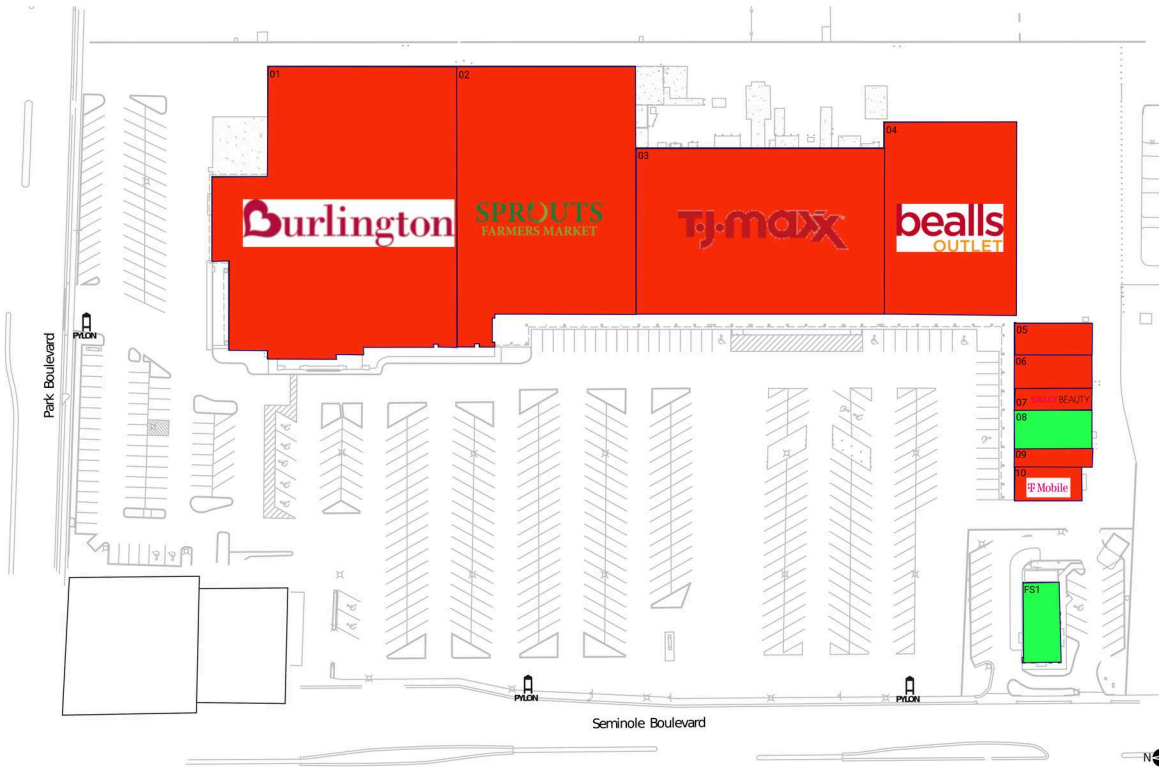 01
02
03
04
Burlington
SPROUTS
FARMERS MARKET
T.J.maxx
bealls
OUTLET
PYLON
Park Boulevard
05
06
07 SALLY BEAUTY
08
09
10
T Mobile
FS1
PYLON
PYLON
Seminole Boulevard
N